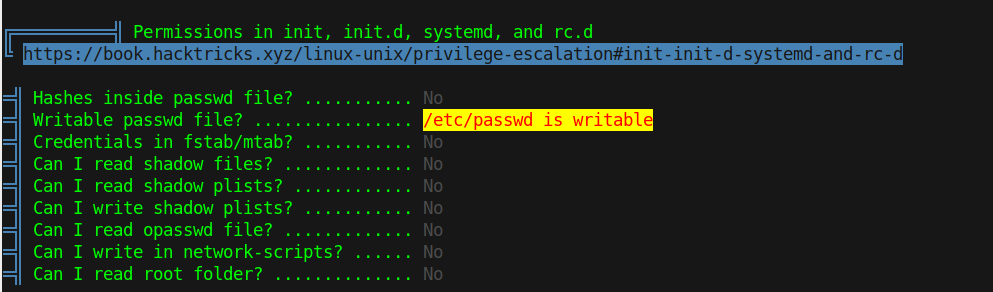 Permissions in init, init.d, systemd, and rc.d
https://book.hacktricks.xyz/linux-unix/privilege-escalation#init-init-d-systemd-and-rc-d
Hashes inside passwd file? ........... No
Writable passwd file? ................ /etc/passwd is writable
Credentials in fstab/mtab? ........... No
Can I read shadow files? ............. No
Can I read shadow plists? ............ No
Can I write shadow plists? ........... No
Can I read opasswd file? ............. No
Can I write in network-scripts? ...... No
Can I read root folder? .............. No